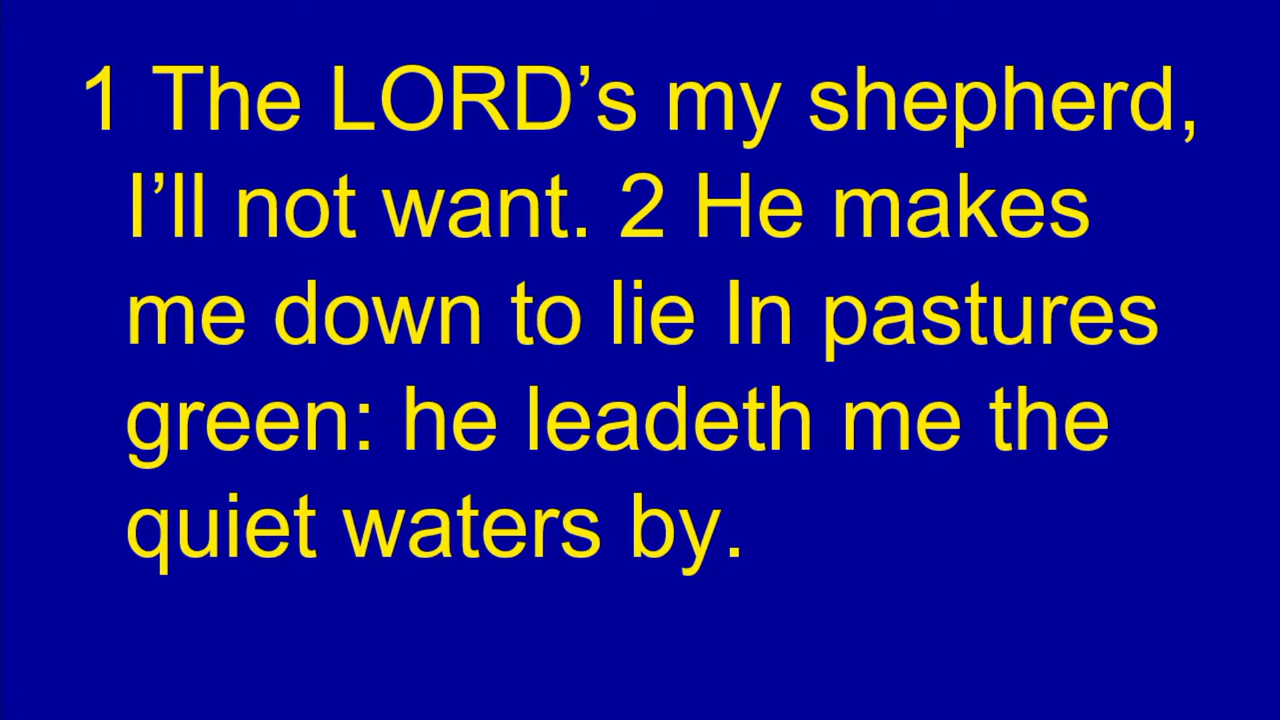 1 The LORD’s my shepherd,
I’ll not want. 2 He makes
me down to lie In pastures
green: he leadeth me the
quiet waters by.